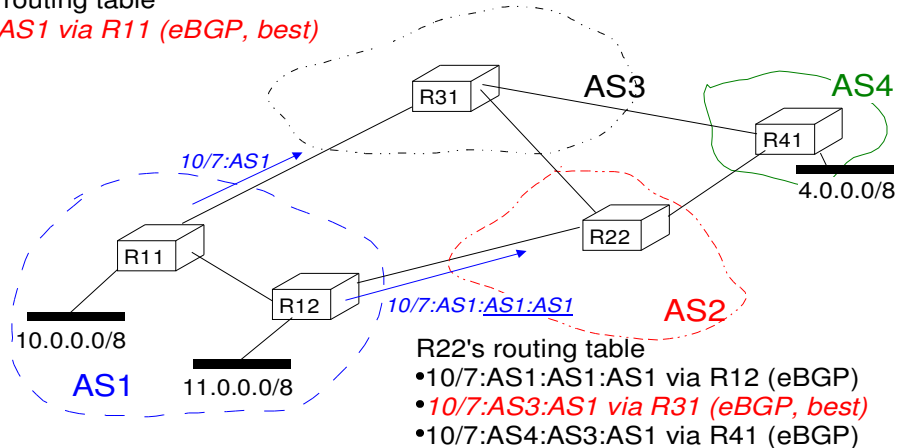 routing table
AS1 via R11 (eBGP, best)
R31
AS3
AS4
R41
10/7:AS1
4.0.0.0/8
R22
R11
R12
10/7:AS1:AS1:AS1
AS2
10.0.0.0/8
AS1
11.0.0.0/8
R22's routing table
•10/7:AS1:AS1:AS1 via R12 (eBGP)
•10/7:AS3:AS1 via R31 (eBGP, best)
•10/7:AS4:AS3:AS1 via R41 (eBGP)